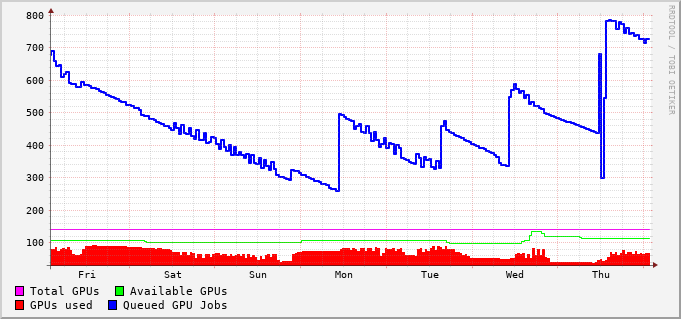 800
700
600
500
400
300
200
100
Fri Sat Sun Mon Tue Wed Thu
Total GPUs Available GPUs
GPUs used Queued GPU Jobs
RRDTOOL / TOBI OETIKER